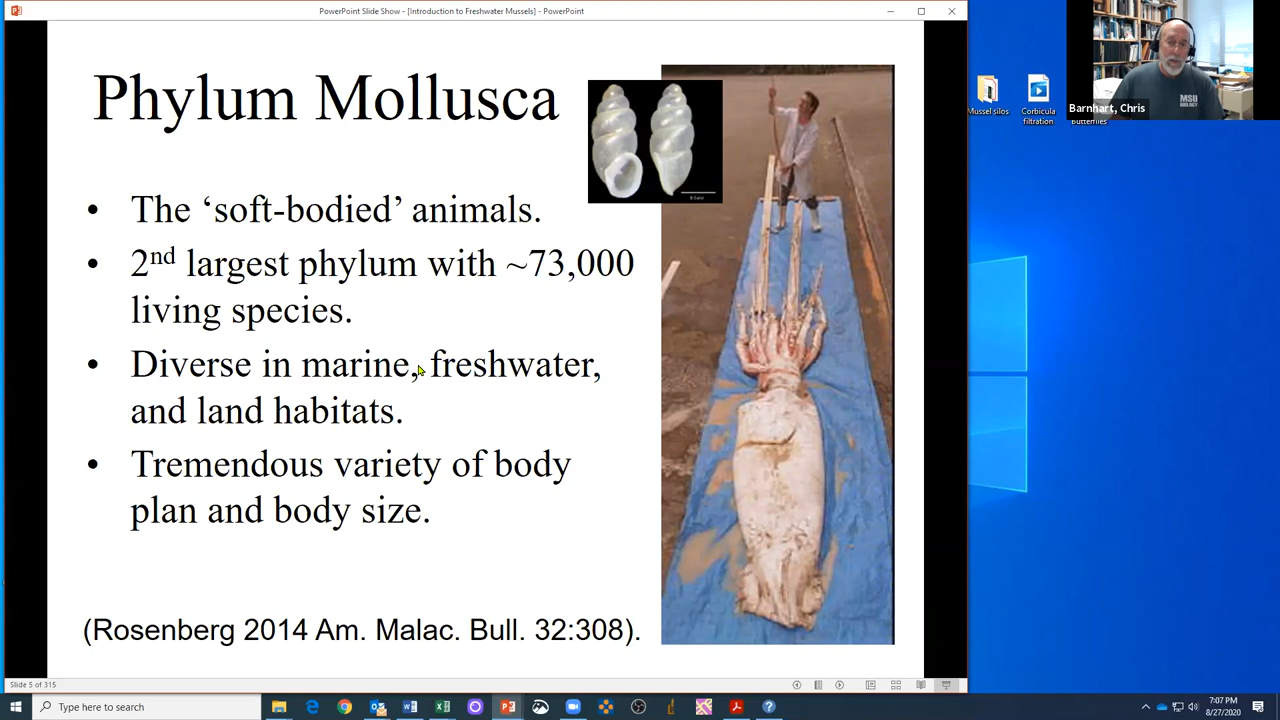 PowerPoint Slide Show - [Introduction to Freshwater Mussels] - PowerPoint
Phylum Mollusca
• The ‘soft-bodied’ animals.
• 2nd largest phylum with ~73,000
living species.
• Diverse in marine, freshwater,
and land habitats.
• Tremendous variety of body
plan and body size.
(Rosenberg 2014 Am. Malac. Bull. 32:308).
Mussel silos
Corbicula
filtration
Butterflies
MSU
BIOLOGY
Barnhart, Chris
Slide 5 of 315
Type here to search
7:07 PM
8/27/2020